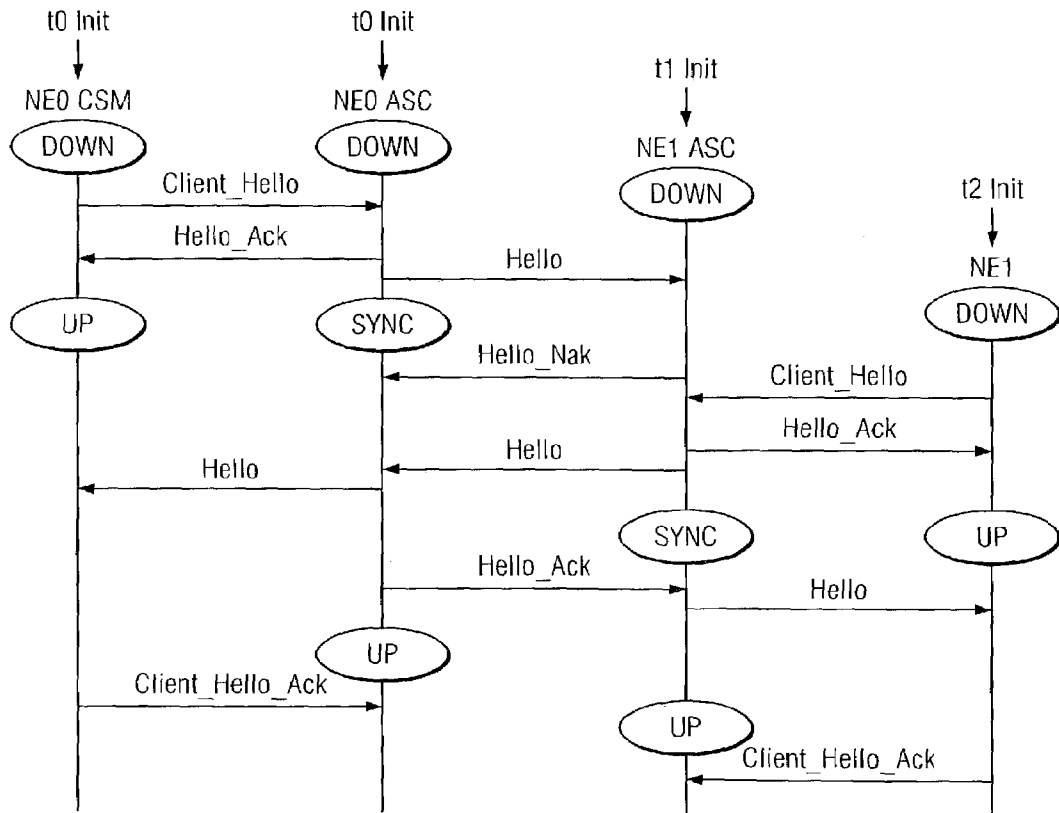 t0 Init
t0 Init
t1 Init
t2 Init
NE0 CSM
NE0 ASC
NE1 ASC
NE1
DOWN
DOWN
DOWN
DOWN
Client_Hello
Hello_Ack
Hello
UP
SYNC
Hello_Nak
Client_Hello
Hello_Ack
Hello
Hello
SYNC
UP
Hello_Ack
Hello
UP
Client_Hello_Ack
UP
Client_Hello_Ack